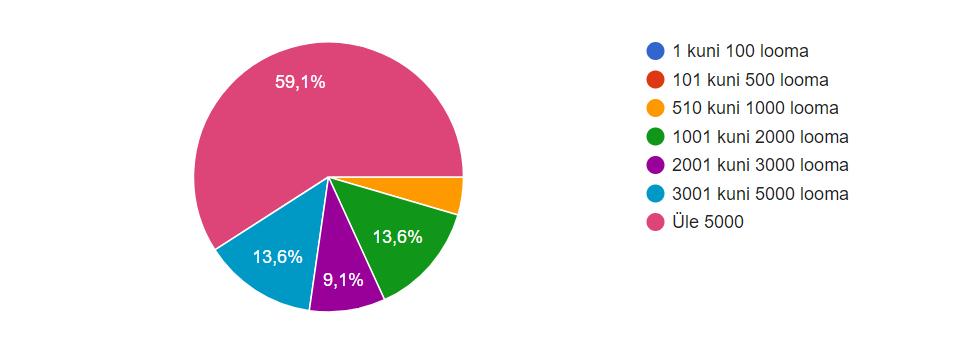 59,1%
13,6%
9,1%
13,6%
1 kuni 100 looma
101 kuni 500 looma
510 kuni 1000 looma
1001 kuni 2000 looma
2001 kuni 3000 looma
3001 kuni 5000 looma
Üle 5000